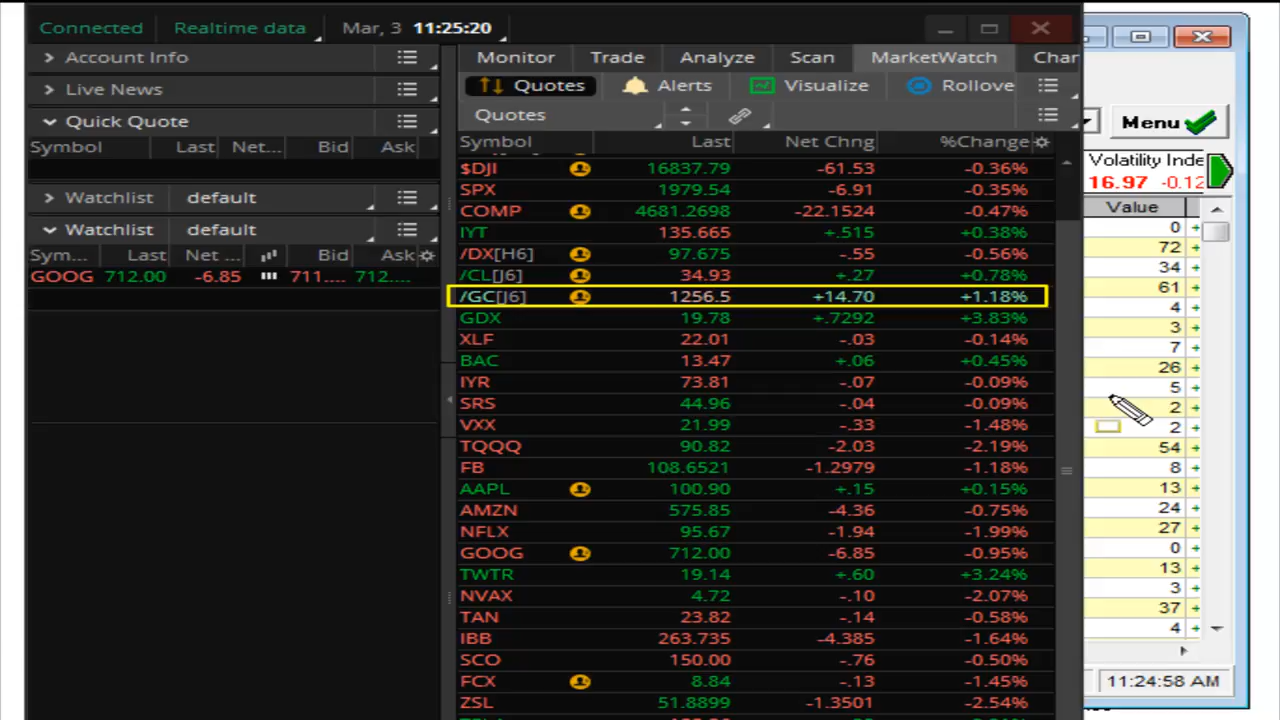 Connected Realtime data Mar, 3 11:25:20
Account Info
Live News
Quick Quote
Symbol Last Net... Bid Ask
Watchlist default
Watchlist default
Sym... Last Net ... Bid Ask
GOOG 712.00 -6.85 711.... 712....
Monitor Trade Analyze Scan MarketWatch Char
Quotes Alerts Visualize Rollove
Quotes
Symbol Last Net Chng %Change
$DJI 16837.79 -61.53 -0.36%
SPX 1979.54 -6.91 -0.35%
COMP 4681.2698 -22.1524 -0.47%
IYT 135.665 +.515 +0.38%
/DX[H6] 97.675 -.55 -0.56%
/CL[J6] 34.93 +.27 +0.78%
/GC[J6] 1256.5 +14.70 +1.18%
GDX 19.78 +.7292 +3.83%
XLF 22.01 -.03 -0.14%
BAC 13.47 +.06 +0.45%
IYR 73.81 -.07 -0.09%
SRS 44.96 -.04 -0.09%
VXX 21.99 -.33 -1.48%
TQQQ 90.82 -2.03 -2.19%
FB 108.6521 -1.2979 -1.18%
AAPL 100.90 +.15 +0.15%
AMZN 575.85 -4.36 -0.75%
NFLX 95.67 -1.94 -1.99%
GOOG 712.00 -6.85 -0.95%
TWTR 19.14 +.60 +3.24%
NVAX 4.72 -.10 -2.07%
TAN 23.82 -.14 -0.58%
IBB 263.735 -4.385 -1.64%
SCO 150.00 -.76 -0.50%
FCX 8.84 -.13 -1.45%
ZSL 51.8899 -1.3501 -2.54%
Menu
Volatility Inde
16.97 -0.12
Value
0
72
34
61
4
3
7
26
5
2
2
54
8
13
24
27
0
13
3
37
4
11:24:58 AM